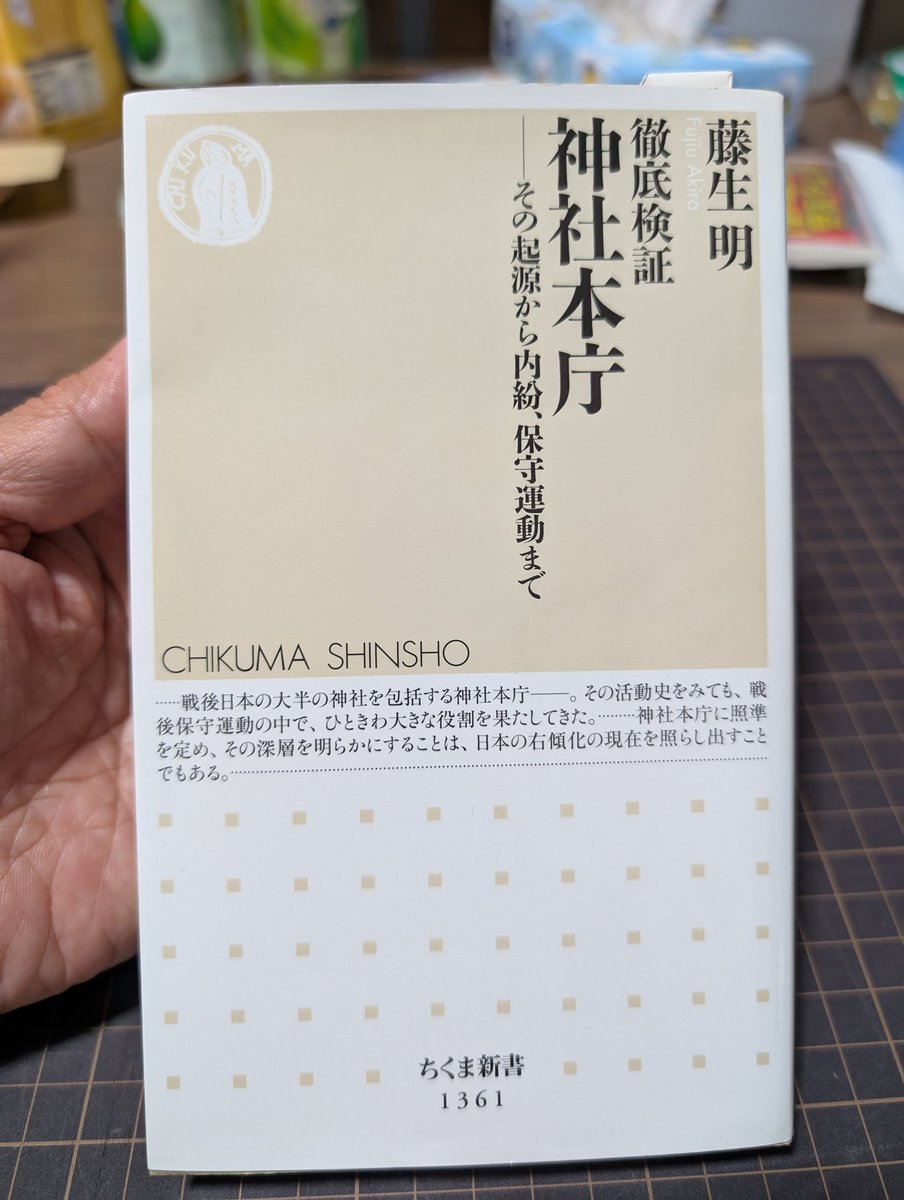 藤生 明
Fujiu Akira
徹底検証
神社本庁
――その起源から内紛、保守運動まで
CHIKUMA
CHIKUMA SHINSHO
……戦後日本の大半の神社を包括する神社本庁――。その活動史をみても、戦
後保守運動の中で、ひときわ大きな役割を果たしてきた。………神社本庁に照準
を定め、その深層を明らかにすることは、日本の右傾化の現在を照らし出すこと
でもある。………………………………………………………………
ちくま新書
1361